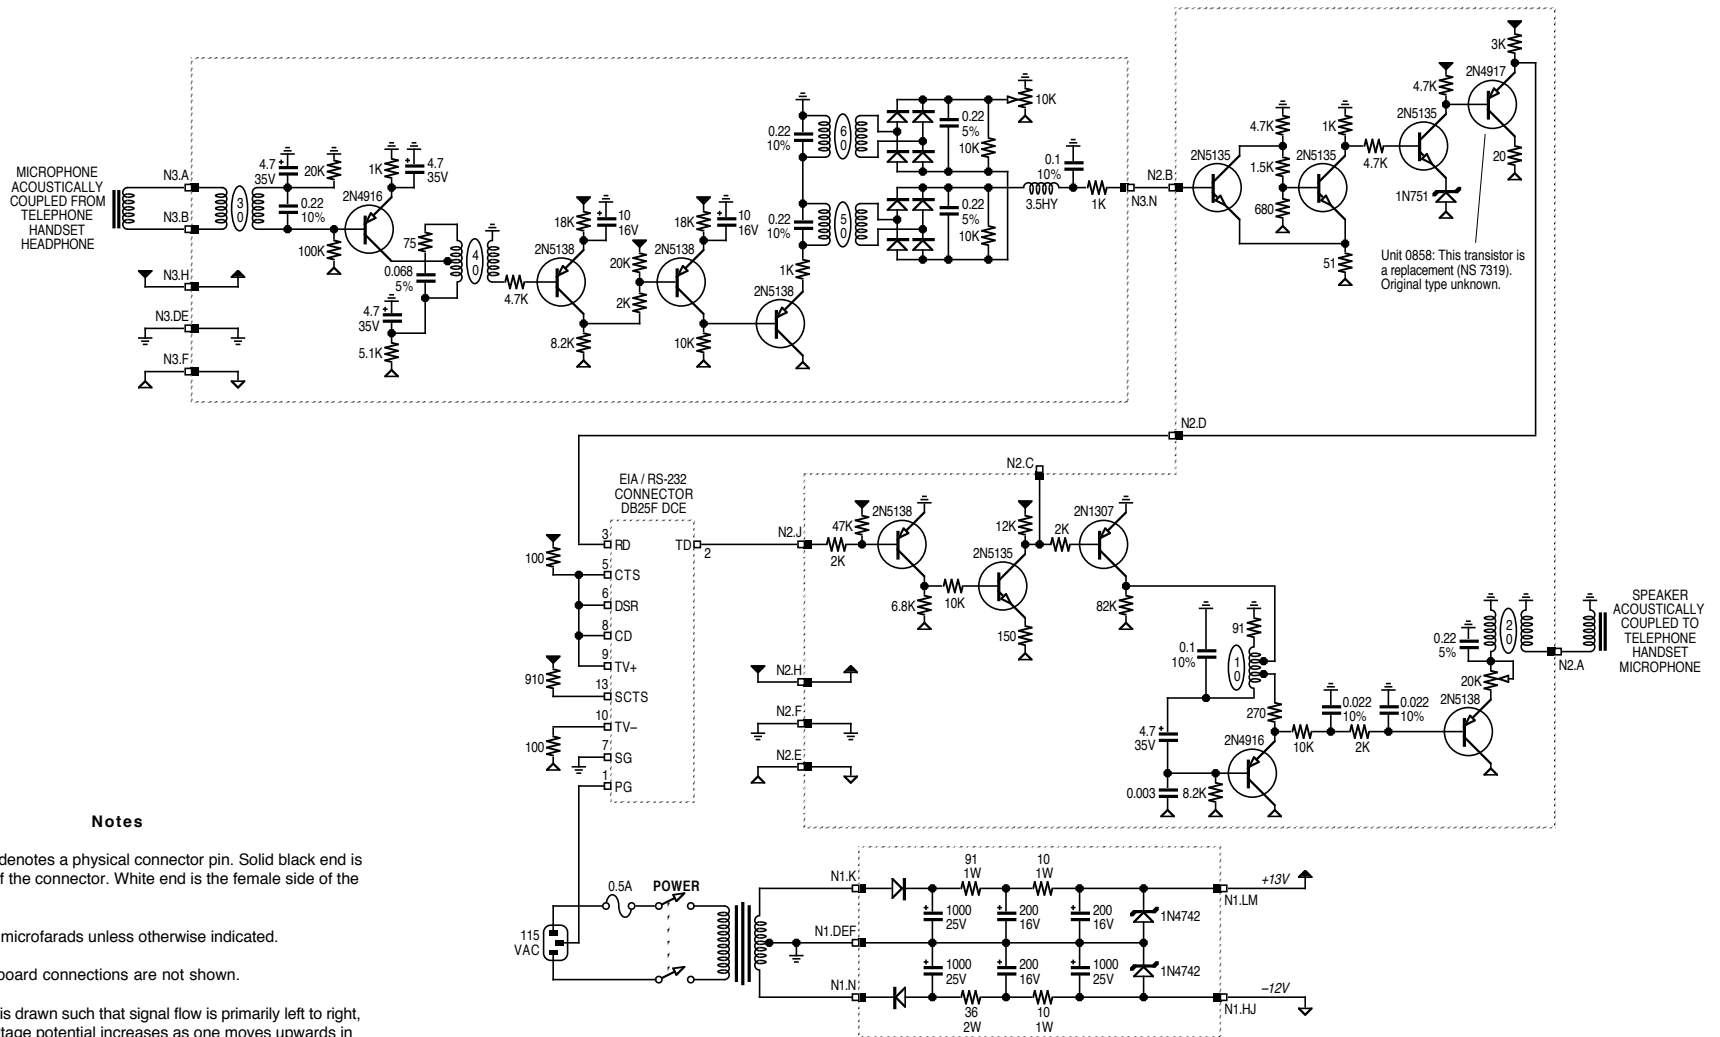 MICROPHONE
ACOUSTICALLY
COUPLED FROM
TELEPHONE
HANDSET
HEADPHONE
N3.A
N3.B
30
4.7
35V
20K
0.22
10%
100K
1K
4.7
35V
2N4916
75
0.068
5%
40
4.7
35V
5.1K
4.7K
18K
10
16V
2N5138
8.2K
20K
2K
18K
10
16V
2N5138
10K
1K
2N5138
0.22
10%
60
0.22
10%
50
0.22
5%
10K
10K
0.22
5%
10K
3.5HY
0.1
10%
1K
N3.N
N2.B
N3.H
N3.DE
N3.F
2N5135
4.7K
1.5K
680
1K
2N5135
51
4.7K
4.7K
2N5135
1N751
3K
2N4917
20
Unit 0858: This transistor is
a replacement (NS 7319).
Original type unknown.
N2.D
EIA / RS-232
CONNECTOR
DB25F DCE
3
RD
TD
2
100
5
CTS
6
DSR
8
CD
9
TV+
910
13
SCTS
10
TV–
100
7
SG
1
PG
N2.J
2K
47K
2N5138
6.8K
10K
2N5135
12K
150
N2.C
2K
2N1307
82K
0.1
10%
91
10
270
4.7
35V
0.003
8.2K
2N4916
10K
0.022
10%
2K
0.022
10%
0.22
5%
20
20K
2N5138
N2.A
SPEAKER
ACOUSTICALLY
COUPLED TO
TELEPHONE
HANDSET
MICROPHONE
N2.H
N2.F
N2.E
115
VAC
0.5A
POWER
N1.K
N1.DEF
N1.N
91
1W
10
1W
1000
25V
200
16V
200
16V
1N4742
1000
25V
200
16V
1000
25V
1N4742
36
2W
10
1W
+13V
N1.LM
–12V
N1.HJ
Notes
denotes a physical connector pin. Solid black end is
of the connector. White end is the female side of the
microfarads unless otherwise indicated.
board connections are not shown.
is drawn such that signal flow is primarily left to right,
tage potential increases as one moves upwards in